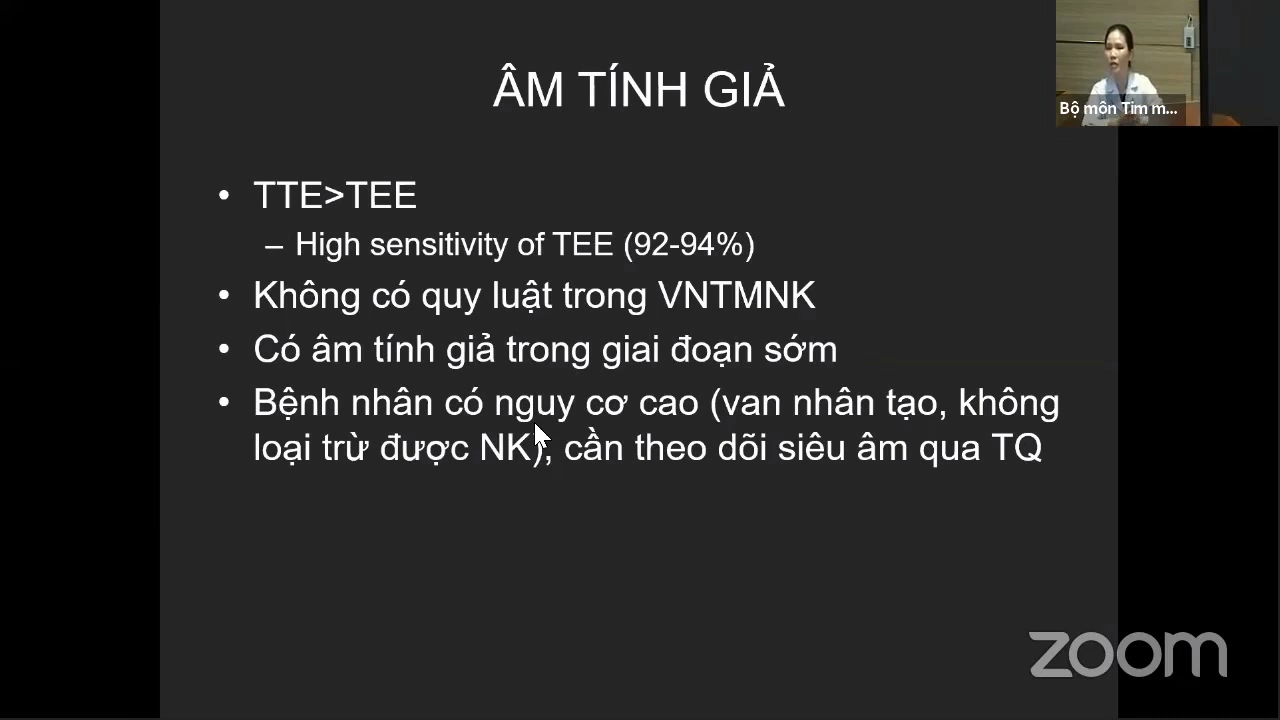 ÂM TÍNH GIẢ
Bộ môn Tim m...
• TTE>TEE
– High sensitivity of TEE (92-94%)
• Không có quy luật trong VNTMNK
• Có âm tính giả trong giai đoạn sớm
• Bệnh nhân có nguy cơ cao (van nhân tạo, không
loại trừ được NK), cần theo dõi siêu âm qua TQ
zoom